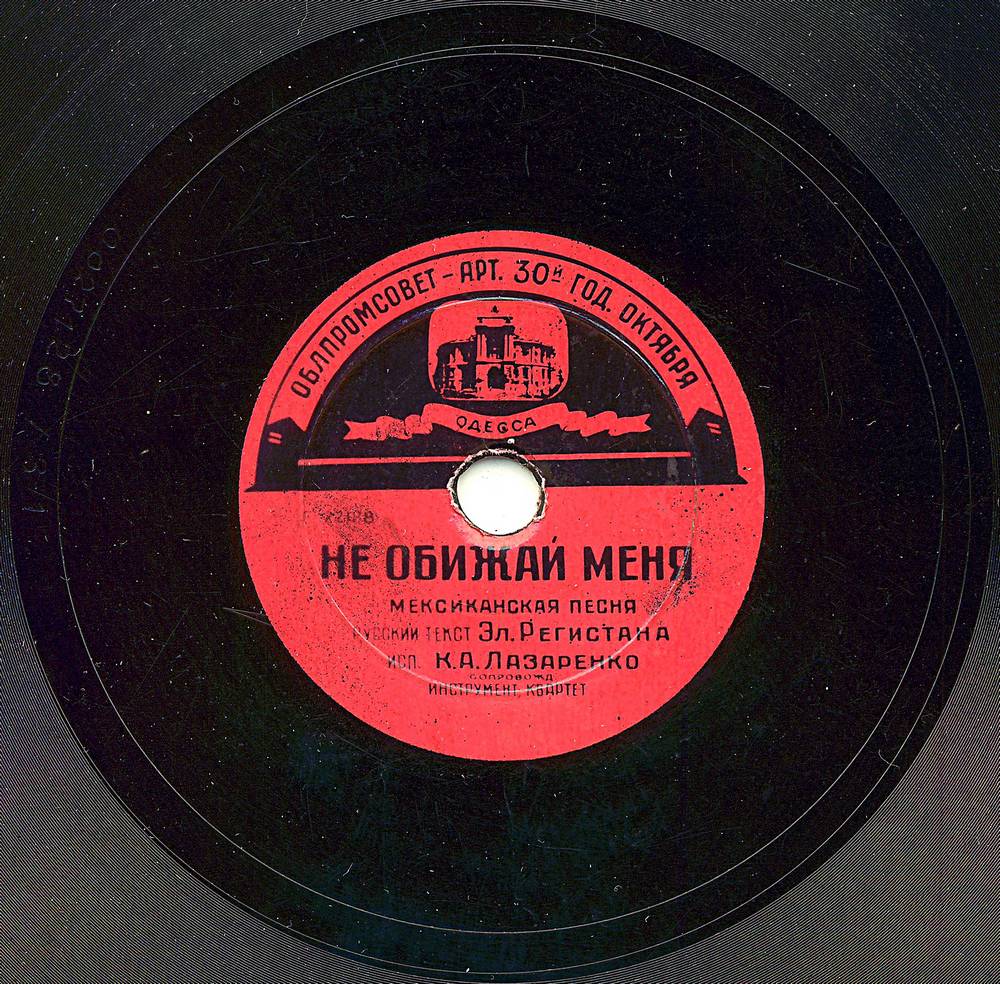 ОБЛПРОМСОВЕТ – АРТ. 30й ГОД. ОКТЯБРЯ
ОДЕССА
НЕ ОБИЖАЙ МЕНЯ
МЕКСИКАНСКАЯ ПЕСНЯ
РУССКИЙ ТЕКСТ Эл. РЕГИСТАНА
ИСП. К.А. ЛАЗАРЕНКО
СОПРОВОЖД
ИНСТРУМЕНТ. КВАРТЕТ